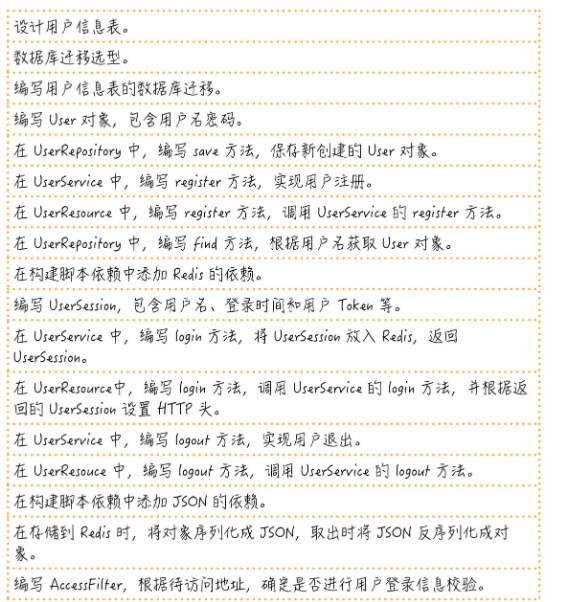 设计用户信息表。
数据库迁移选型。
编写用户信息表的数据库迁移。
编写 User 对象，包含用户名密码。
在 UserRepository 中，编写 save 方法，保存新创建的 User 对象。
在 UserService 中，编写 register 方法，实现用户注册。
在 UserResource 中，编写 register 方法，调用 UserService 的 register 方法。
在 UserRepository 中，编写 find 方法，根据用户名获取 User 对象。
在构建脚本依赖中添加 Redis 的依赖。
编写 UserSession，包含用户名、登录时间和用户 Token 等。
在 UserService 中，编写 login 方法，将 UserSession 放入 Redis，返回
UserSession。
在 UserResource中，编写 login 方法，调用 UserService 的 login 方法，并根据返
回的 UserSession 设置 HTTP 头。
在 UserService 中，编写 logout 方法，实现用户退出。
在 UserResouce 中，编写 logout 方法，调用 UserService 的 logout 方法。
在构建脚本依赖中添加 JSON 的依赖。
在存储到 Redis 时，将对象序列化成 JSON，取出时将 JSON 反序列化成对
象。
编写 AccessFilter，根据待访问地址，确定是否进行用户登录信息校验。